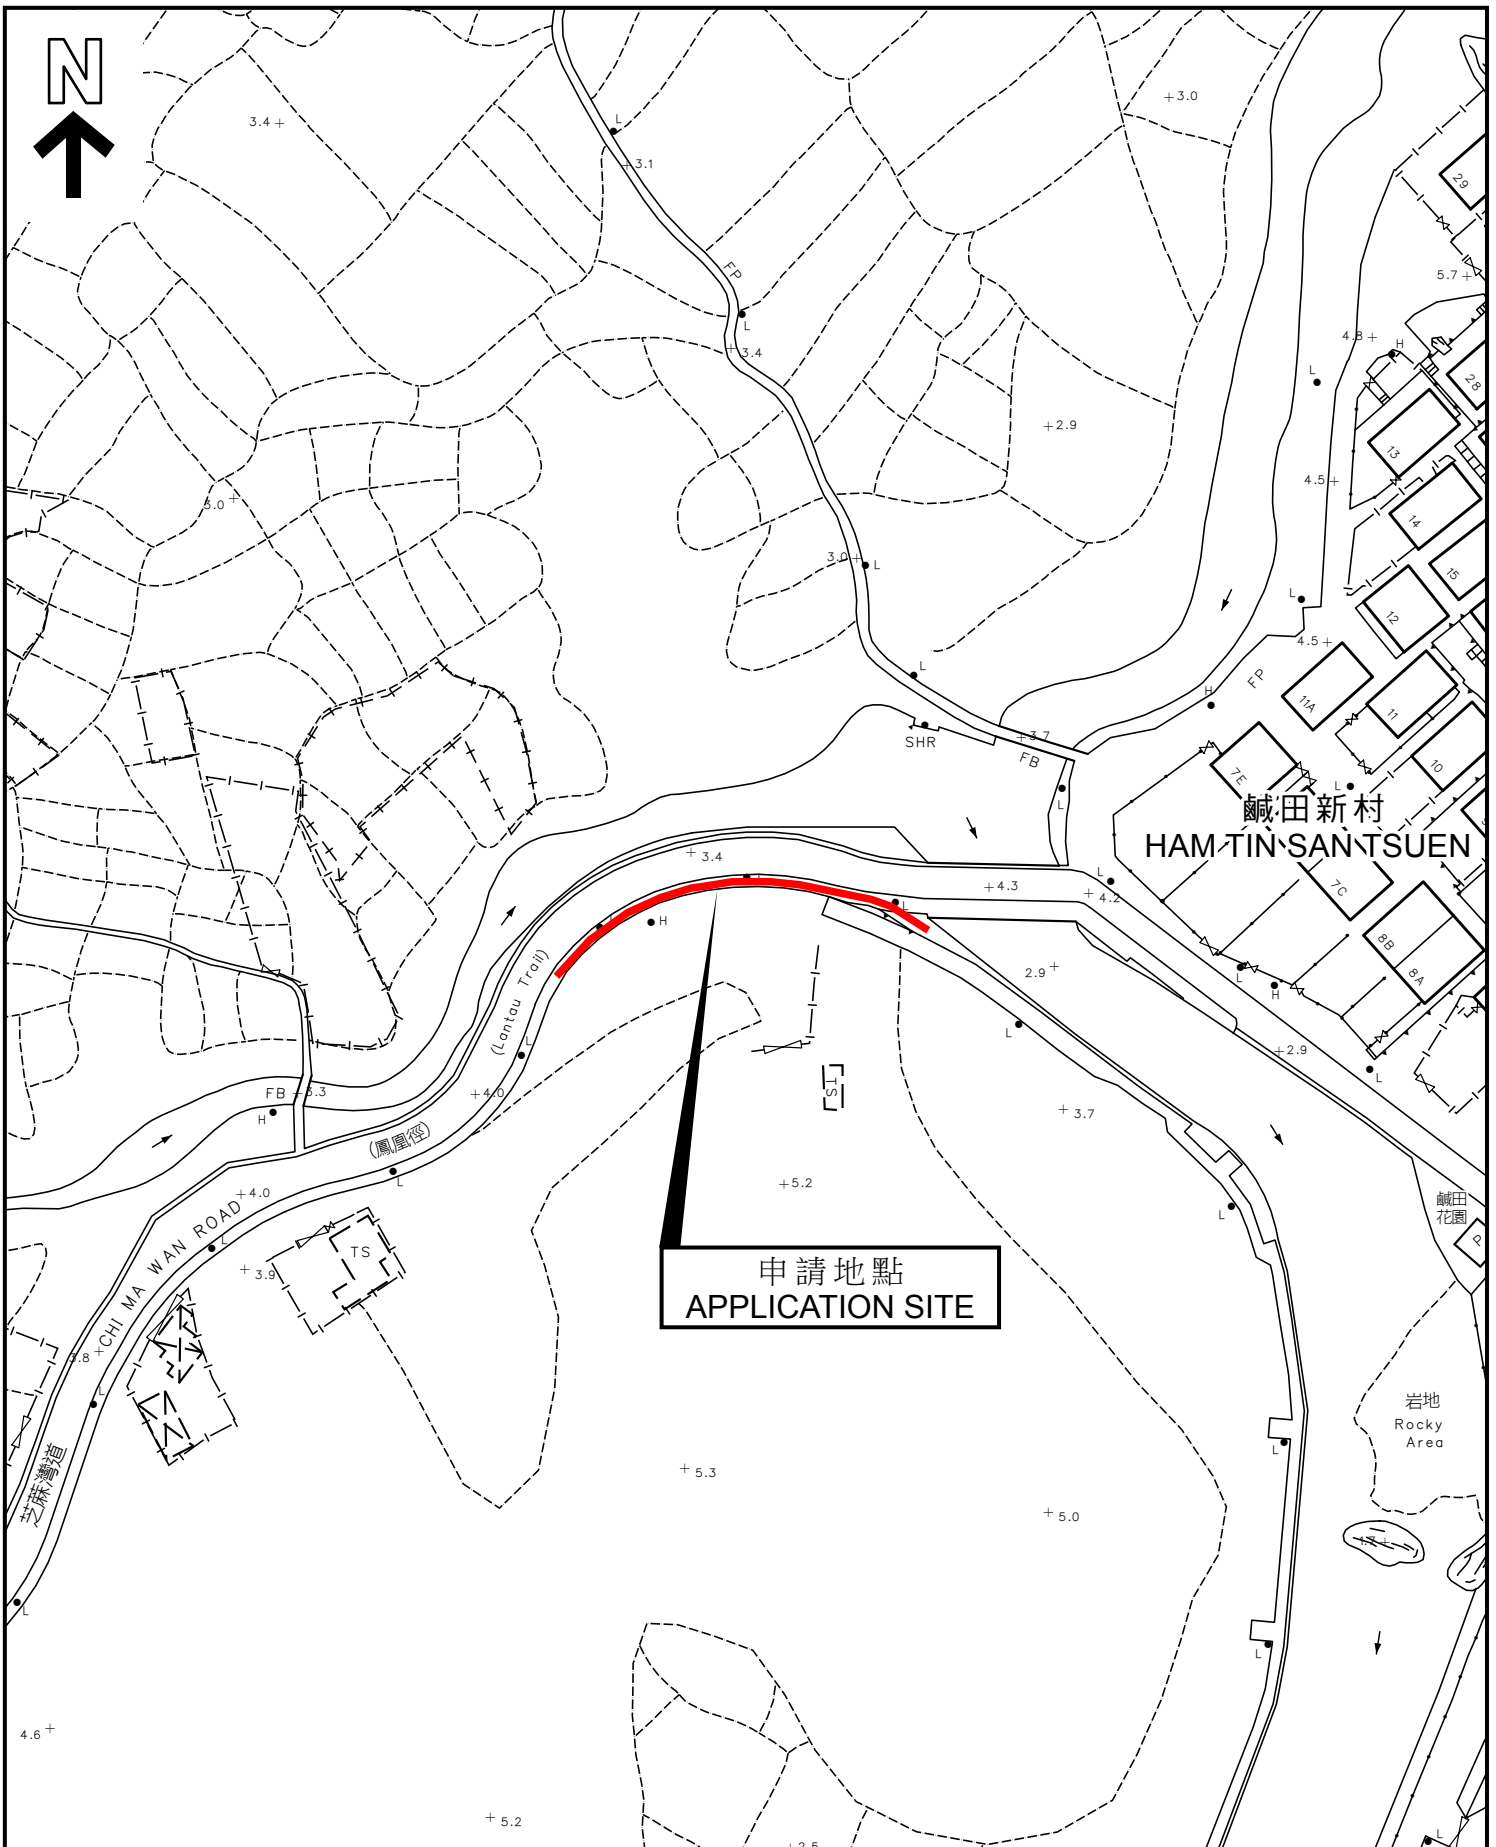 N
3.4
3.0
L
3.1
29
FP
5.7
L
3.4
4.8
H
L
28
2.9
13
3.0
4.5
14
3.0
L
15
L
12
4.5
L
FP
H
11A
11
SHR
3.7
FB
10
7E
L
L
鹹田新村
HAM TIN SAN TSUEN
3.4
L
4.3
4.2
7C
L
L
H
8B
8A
(Lantau Trail)
2.9
L
H
L
L
2.9
L
TS
FB
3.3
4.0
H
3.7
(鳳凰徑)
L
5.2
4.0
鹹田
花園
P
L
CHI MA WAN ROAD
L
TS
3.9
申請地點
APPLICATION SITE
3.8
L
岩地
Rocky
Area
L
芝蔴灣道
5.3
5.0
L
L
4.6
5.2
2.5
L